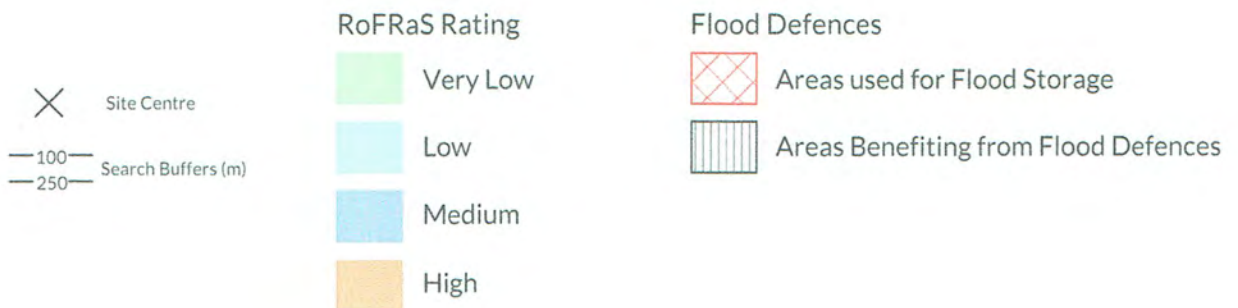 RoFRaS Rating
Very Low
Low
Medium
High
Flood Defences
Areas used for Flood Storage
Areas Benefiting from Flood Defences
Site Centre
100
250
Search Buffers (m)